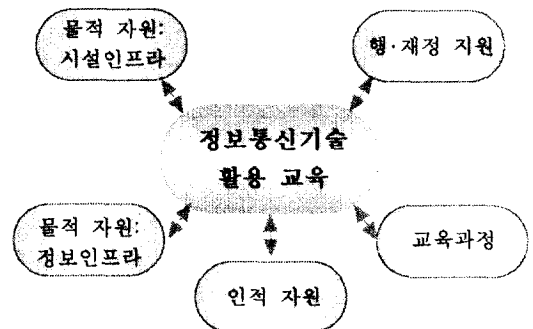 물적 자원:
시설인프라
행·재정 지원
정보통신기술
활용 교육
물적 자원:
정보인프라
교육과정
인적 자원